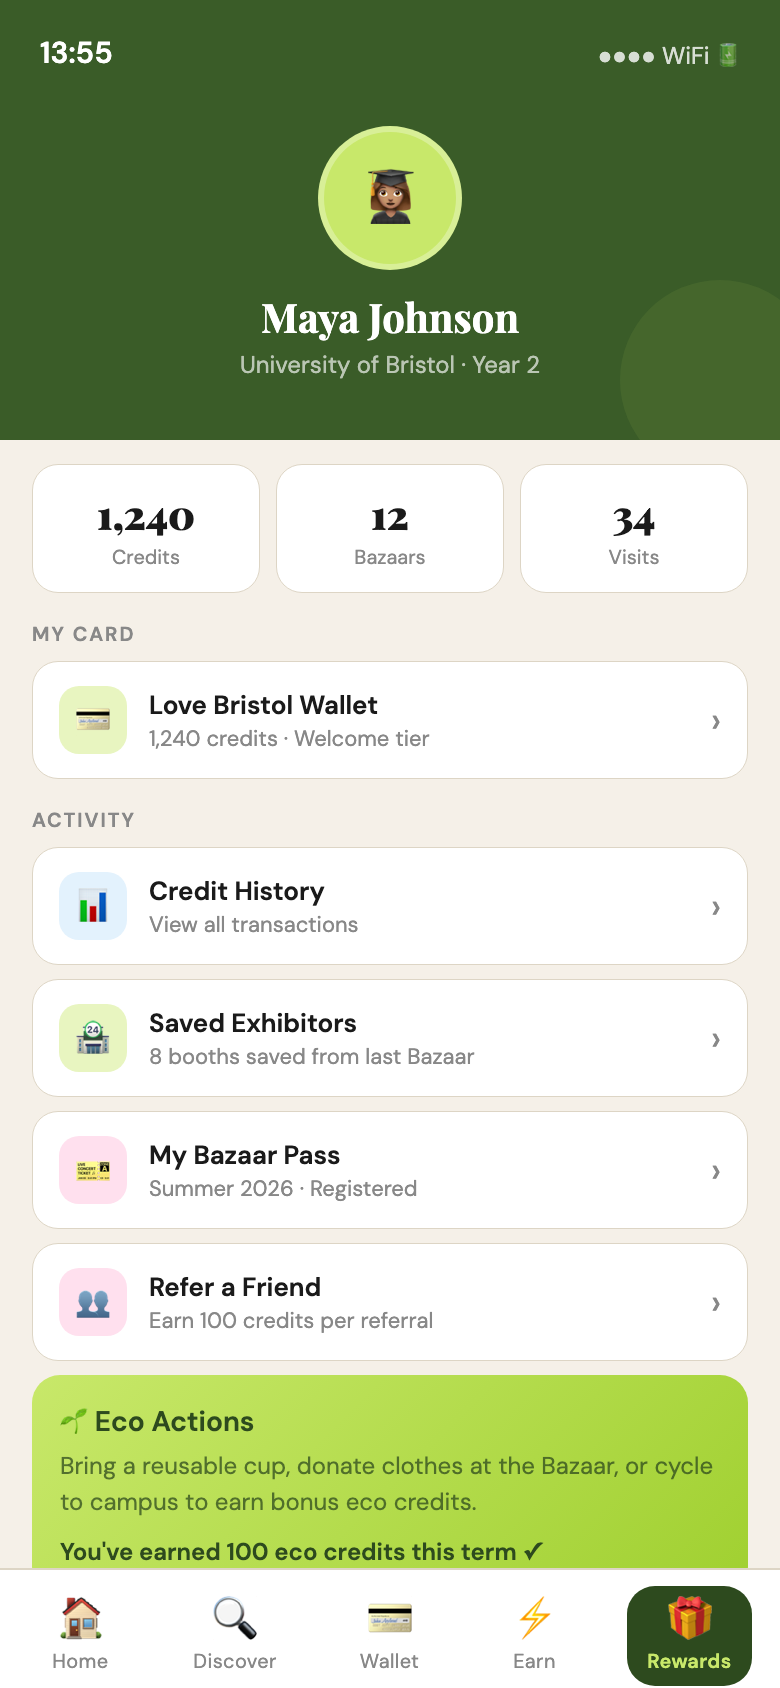 13:55
●●●● WiFi
Maya Johnson
University of Bristol · Year 2
1,240
Credits
12
Bazaars
34
Visits
MY CARD
Love Bristol Wallet
1,240 credits · Welcome tier
›
ACTIVITY
Credit History
View all transactions
›
24
Saved Exhibitors
8 booths saved from last Bazaar
›
My Bazaar Pass
Summer 2026 · Registered
›
Refer a Friend
Earn 100 credits per referral
›
Eco Actions
Bring a reusable cup, donate clothes at the Bazaar, or cycle
to campus to earn bonus eco credits.
You've earned 100 eco credits this term ✓
Home
Discover
Wallet
Earn
Rewards